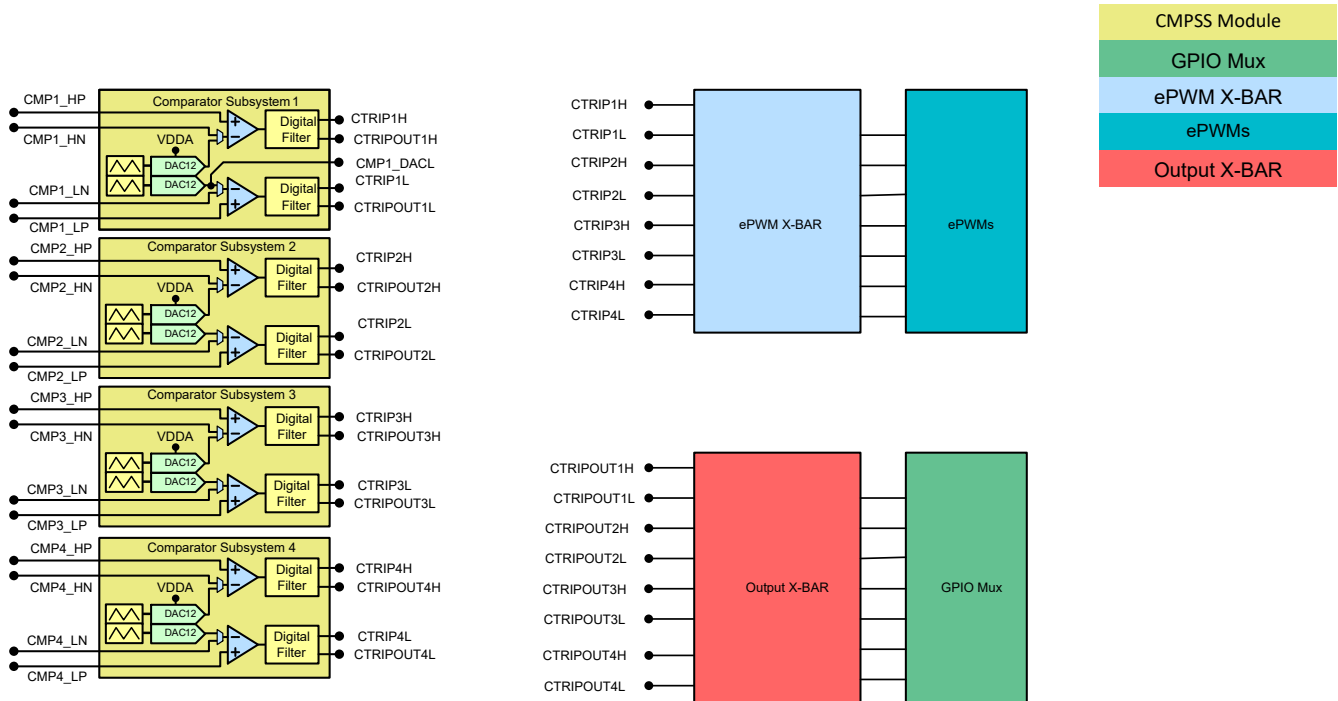 CMPSS Module
GPIO Mux
ePWM X-BAR
ePWMs
Output X-BAR
Comparator Subsystem 1
CMP1_HP
CMP1_HN
VDDA
DAC12
DAC12
CMP1_LN
CMP1_LP
Digital
Filter
Digital
Filter
CTRIP1H
CTRIPOUT1H
CMP1_DACL
CTRIP1L
CTRIPOUT1L
Comparator Subsystem 2
CMP2_HP
CMP2_HN
VDDA
DAC12
DAC12
CMP2_LN
CMP2_LP
Digital
Filter
Digital
Filter
CTRIP2H
CTRIPOUT2H
CTRIP2L
CTRIPOUT2L
Comparator Subsystem 3
CMP3_HP
CMP3_HN
VDDA
DAC12
DAC12
CMP3_LN
CMP3_LP
Digital
Filter
Digital
Filter
CTRIP3H
CTRIPOUT3H
CTRIP3L
CTRIPOUT3L
Comparator Subsystem 4
CMP4_HP
CMP4_HN
VDDA
DAC12
DAC12
CMP4_LN
CMP4_LP
Digital
Filter
Digital
Filter
CTRIP4H
CTRIPOUT4H
CTRIP4L
CTRIPOUT4L
CTRIP1H
CTRIP1L
CTRIP2H
CTRIP2L
CTRIP3H
CTRIP3L
CTRIP4H
CTRIP4L
ePWM X-BAR
ePWMs
CTRIPOUT1H
CTRIPOUT1L
CTRIPOUT2H
CTRIPOUT2L
CTRIPOUT3H
CTRIPOUT3L
CTRIPOUT4H
CTRIPOUT4L
Output X-BAR
GPIO Mux